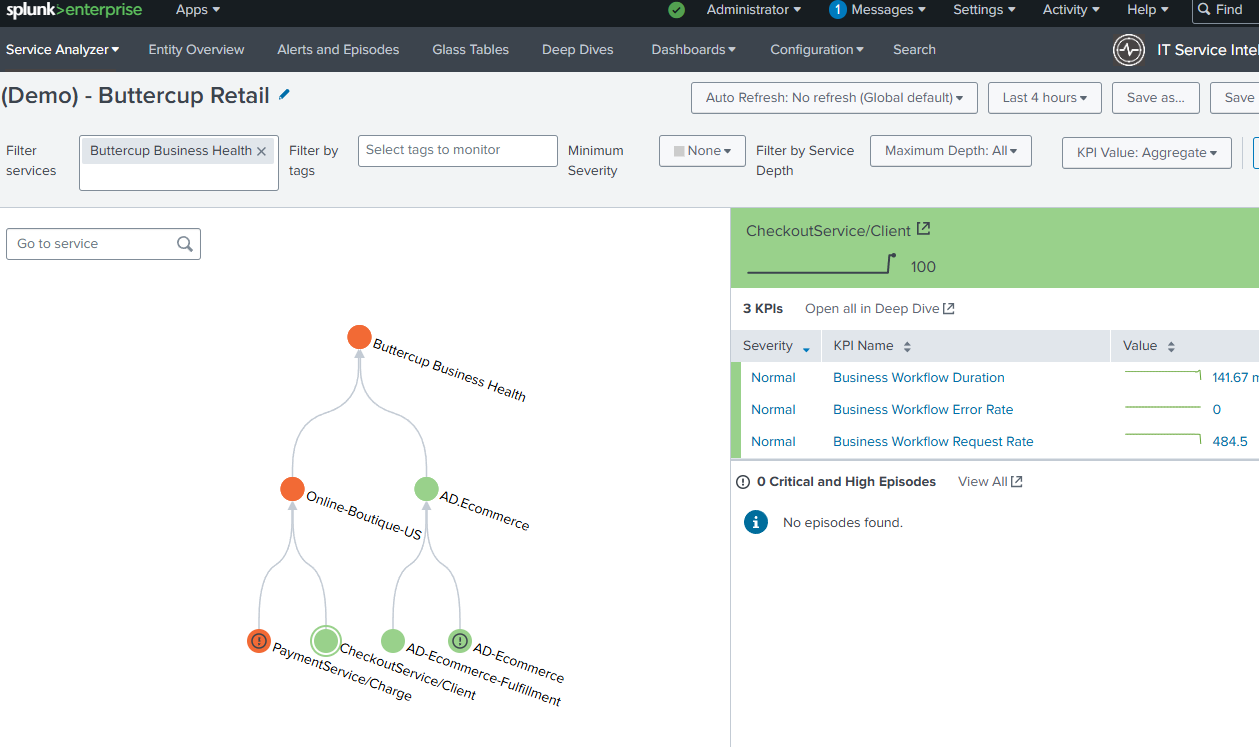 splunk>enterprise Apps Administrator 1 Messages Settings Activity Help Find
Service Analyzer Entity Overview Alerts and Episodes Glass Tables Deep Dives Dashboards Configuration Search IT Service Intel
(Demo) - Buttercup Retail
Auto Refresh: No refresh (Global default) Last 4 hours Save as... Save
Filter services
Buttercup Business Health ×
Filter by tags
Select tags to monitor
Minimum Severity
None
Filter by Service Depth
Maximum Depth: All
KPI Value: Aggregate
Go to service
Buttercup Business Health
Online-Boutique-US
AD.Ecommerce
PaymentService/Charge
CheckoutService/Client
AD-Ecommerce-Fulfillment
AD-Ecommerce
CheckoutService/Client
100
3 KPIs Open all in Deep Dive
Severity KPI Name Value
Normal Business Workflow Duration 141.67 m
Normal Business Workflow Error Rate 0
Normal Business Workflow Request Rate 484.5
0 Critical and High Episodes View All
No episodes found.